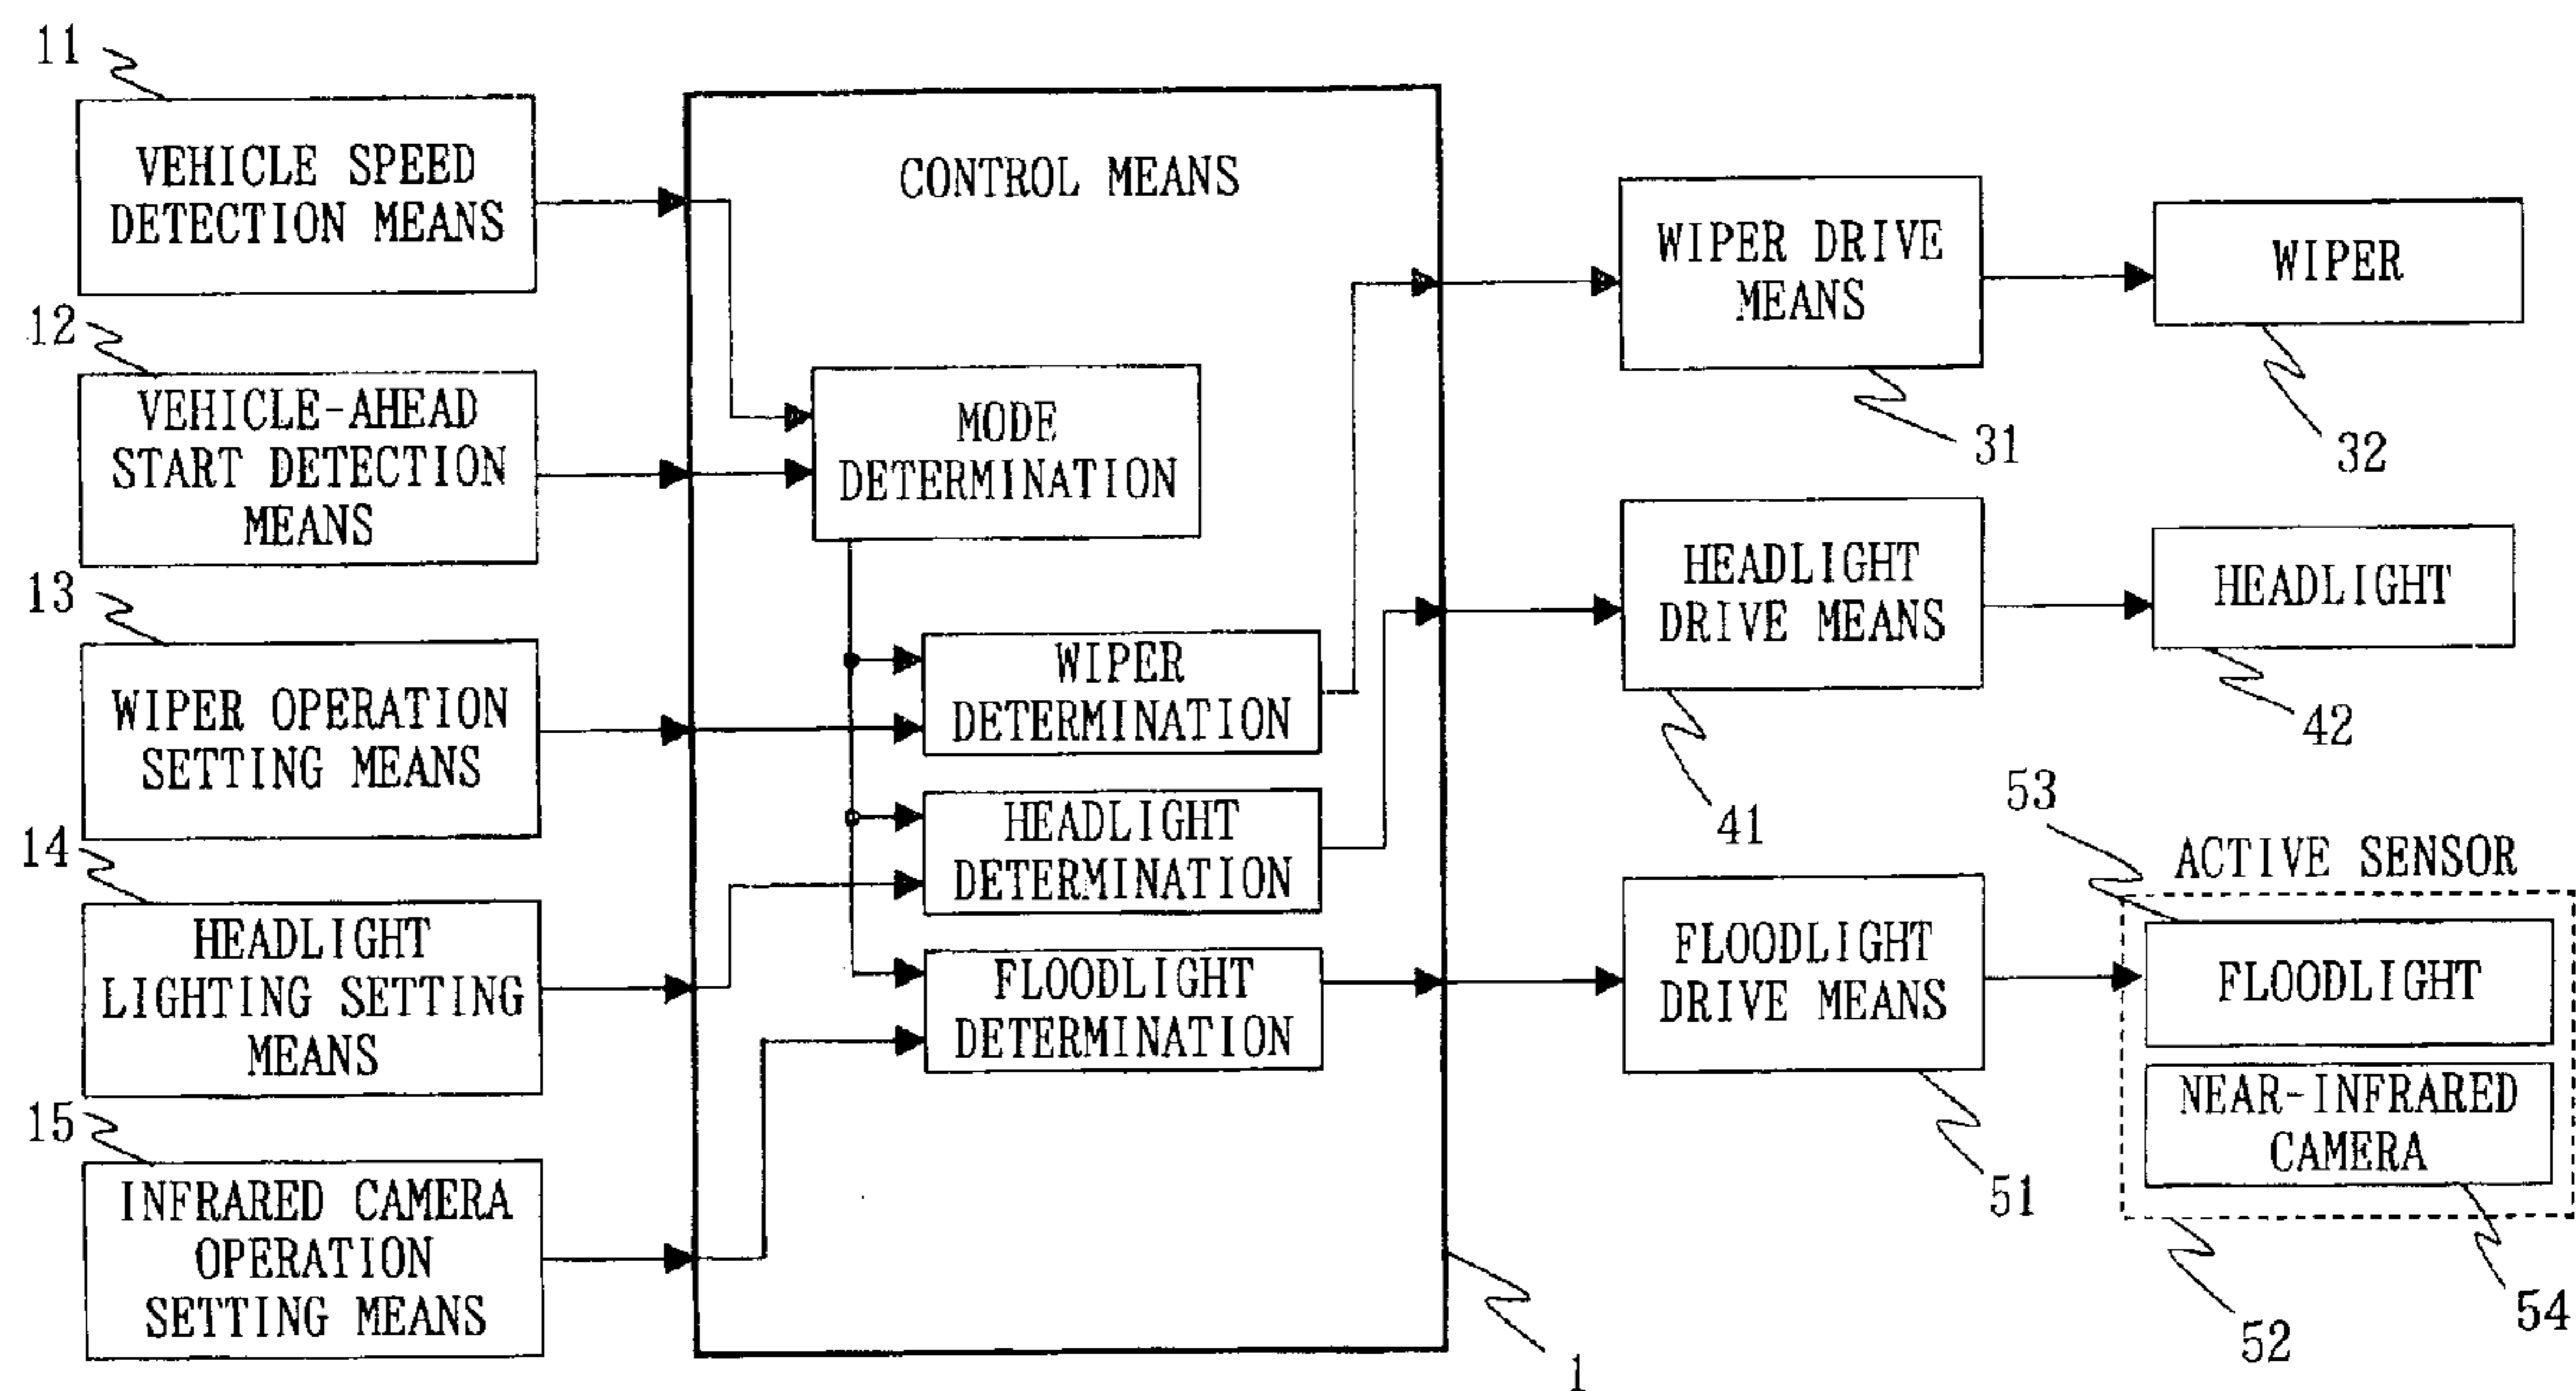 11
VEHICLE SPEED
DETECTION MEANS
12
VEHICLE-AHEAD
START DETECTION
MEANS
13
WIPER OPERATION
SETTING MEANS
14
HEADLIGHT
LIGHTING SETTING
MEANS
15
INFRARED CAMERA
OPERATION
SETTING MEANS
CONTROL MEANS
MODE
DETERMINATION
WIPER
DETERMINATION
HEADLIGHT
DETERMINATION
FLOODLIGHT
DETERMINATION
1
WIPER DRIVE
MEANS
31
WIPER
32
HEADLIGHT
DRIVE MEANS
41
HEADLIGHT
42
FLOODLIGHT
DRIVE MEANS
51
53
ACTIVE SENSOR
FLOODLIGHT
NEAR-INFRARED
CAMERA
52
54